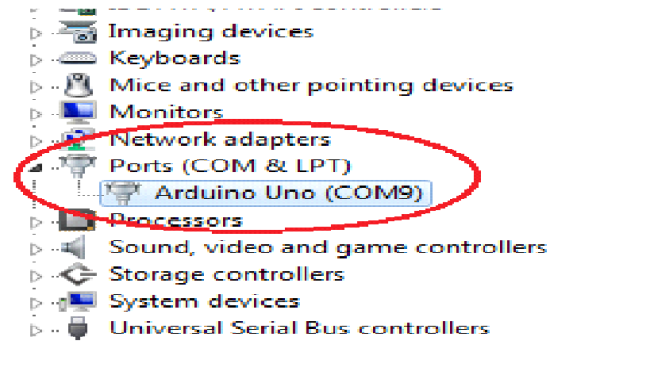 Imaging devices
Keyboards
Mice and other pointing devices
Monitors
Network adapters
Ports (COM & LPT)
Arduino Uno (COM9)
Processors
Sound, video and game controllers
Storage controllers
System devices
Universal Serial Bus controllers